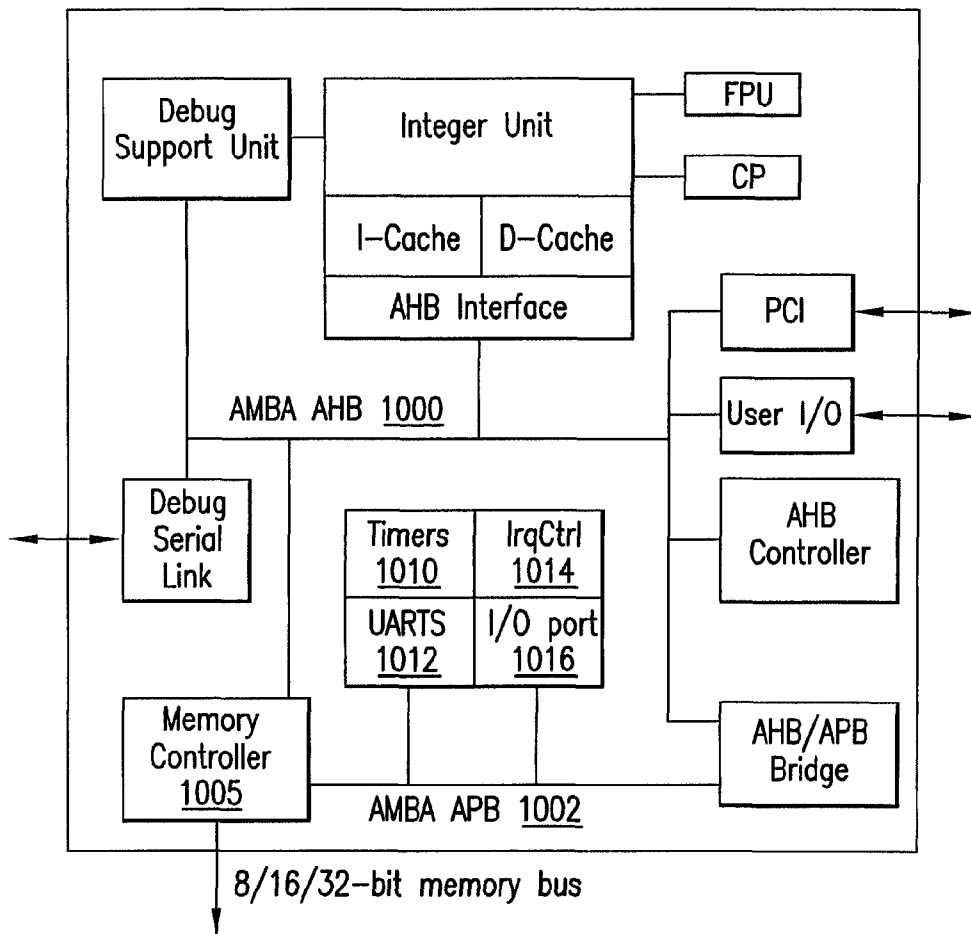 Debug
Support Unit
Integer Unit
FPU
CP
I-Cache
D-Cache
AHB Interface
PCI
AMBA AHB 1000
User I/O
Debug
Serial
Link
Timers
1010
IrqCtrl
1014
AHB
Controller
UARTS
1012
I/O port
1016
Memory
Controller
1005
AHB/APB
Bridge
AMBA APB 1002
8/16/32-bit memory bus